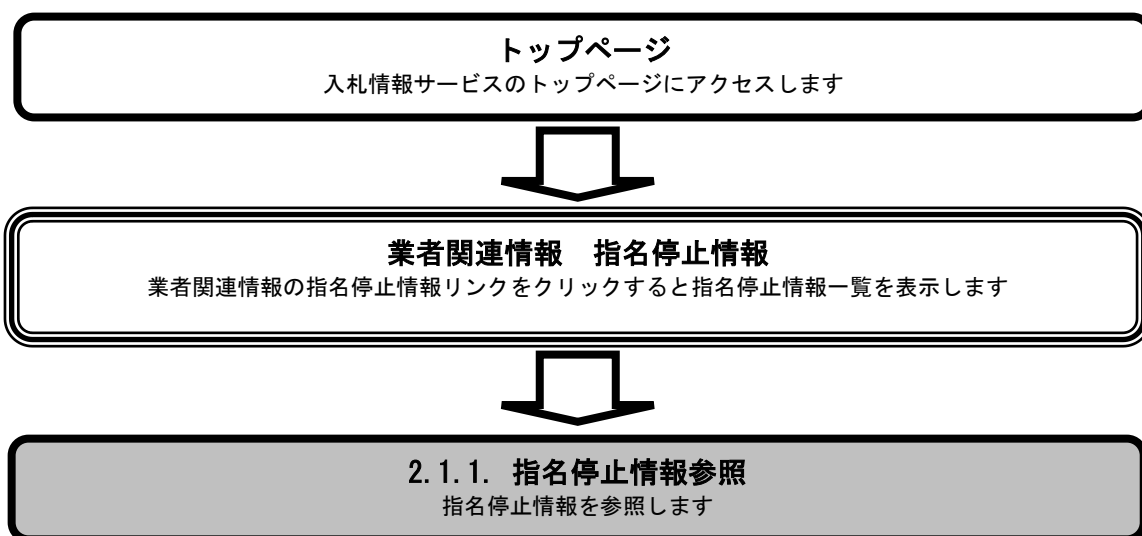 トップページ
入札情報サービスのトップページにアクセスします
業者関連情報　指名停止情報
業者関連情報の指名停止情報リンクをクリックすると指名停止情報一覧を表示します
2.1.1. 指名停止情報参照
指名停止情報を参照します